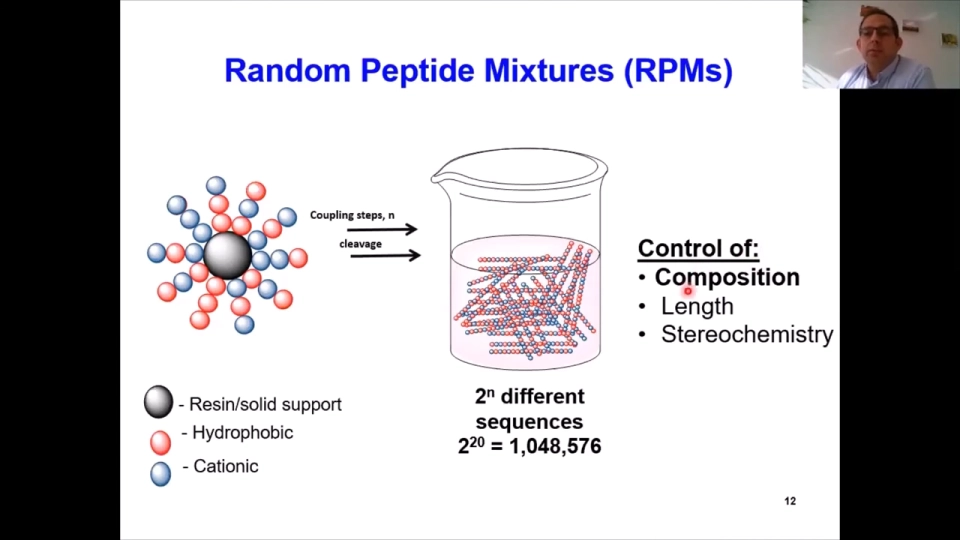 Random Peptide Mixtures (RPMs)
Coupling steps, n
cleavage
Control of:
• Composition
• Length
• Stereochemistry
- Resin/solid support
- Hydrophobic
- Cationic
2ⁿ different
sequences
2²⁰ = 1,048,576
12